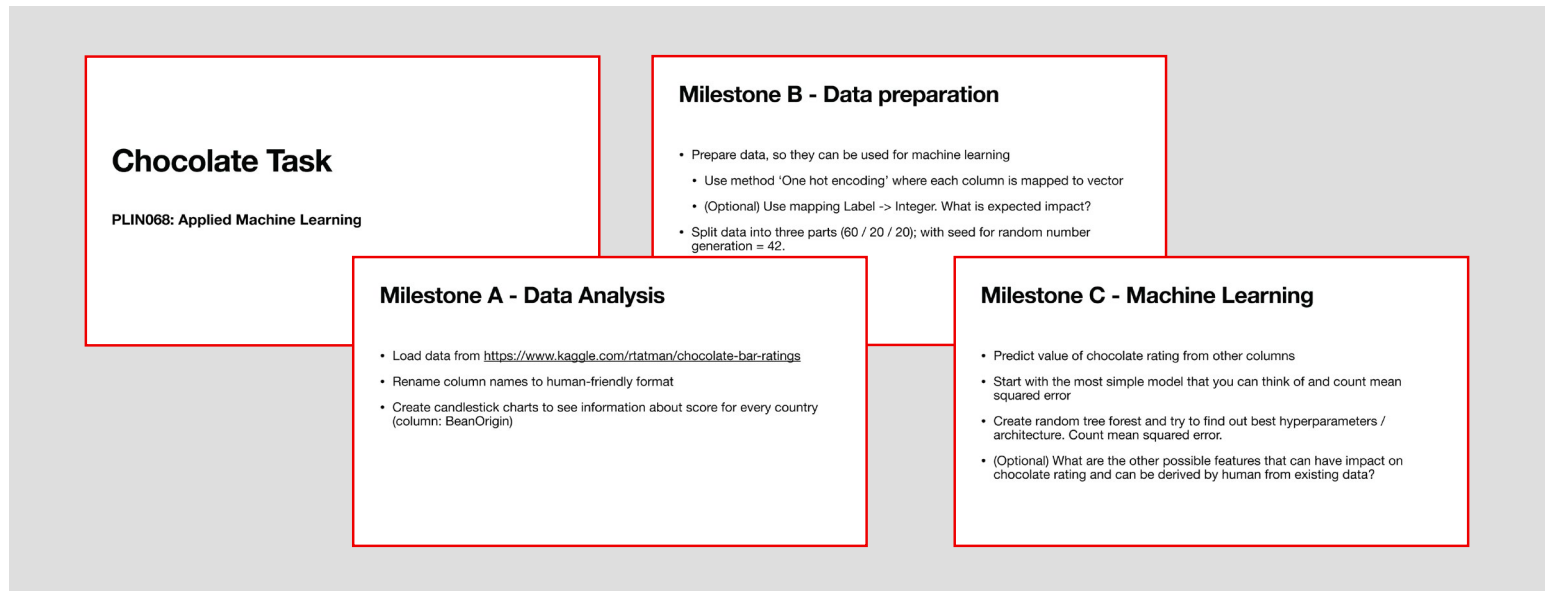 Chocolate Task
PLIN068: Applied Machine Learning
Milestone A - Data Analysis
• Load data from https://www.kaggle.com/rtatman/chocolate-bar-ratings
• Rename column names to human-friendly format
• Create candlestick charts to see information about score for every country
(column: BeanOrigin)
Milestone B - Data preparation
• Prepare data, so they can be used for machine learning
• Use method ‘One hot encoding’ where each column is mapped to vector
• (Optional) Use mapping Label -> Integer. What is expected impact?
• Split data into three parts (60 / 20 / 20); with seed for random number
generation = 42.
Milestone C - Machine Learning
• Predict value of chocolate rating from other columns
• Start with the most simple model that you can think of and count mean
squared error
• Create random tree forest and try to find out best hyperparameters /
architecture. Count mean squared error.
• (Optional) What are the other possible features that can have impact on
chocolate rating and can be derived by human from existing data?